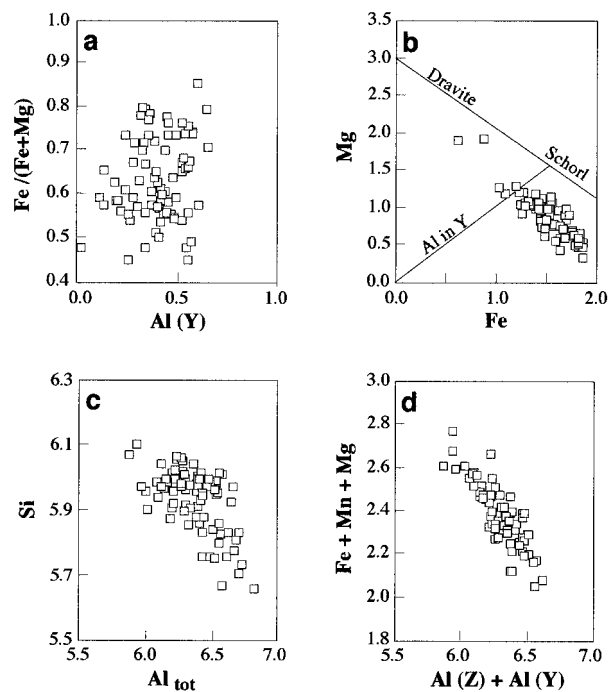 a
Fe /(Fe+Mg)
1.0
0.9
0.8
0.7
0.6
0.5
0.4
0 0.5 1.0
Al (Y)
b
Mg
3.5
3.0
2.5
2.0
1.5
1.0
0.5
0.0
0 1.0 2.0
Fe
Dravite
Schorl
Al in Y
c
Si
6.3
6.1
5.9
5.7
5.5
5.5 6.0 6.5 7.0
Al tot
d
Fe + Mn + Mg
3.0
2.8
2.6
2.4
2.2
2.0
1.8
5.5 6.0 6.5 7.0
Al (Z) + Al (Y)